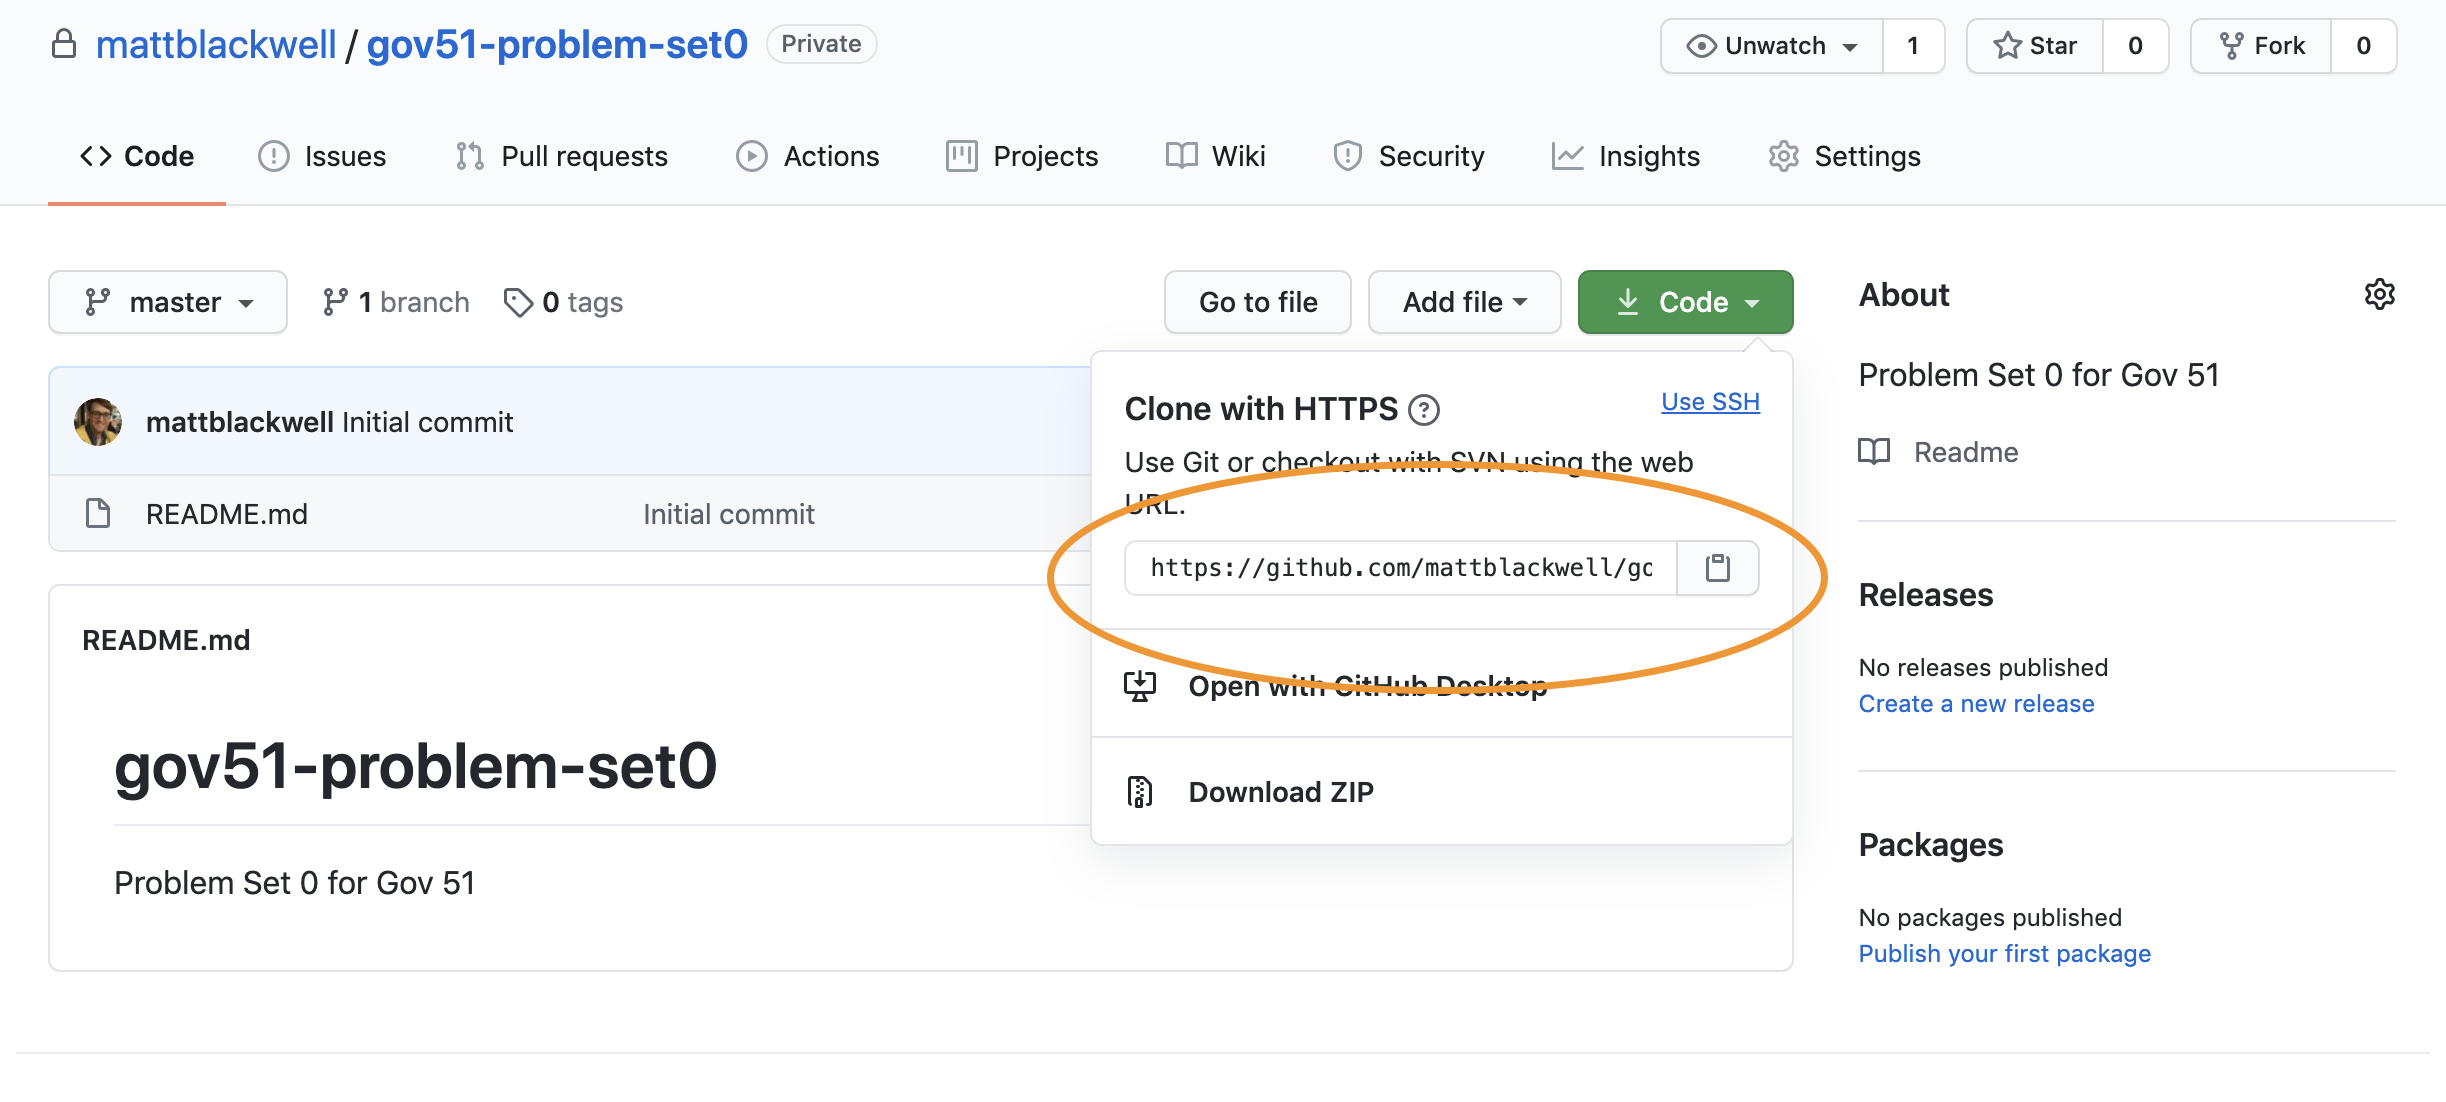 mattblackwell / gov51-problem-set0 Private
Unwatch 1 Star 0 Fork 0
Code Issues Pull requests Actions Projects Wiki Security Insights Settings
master 1 branch 0 tags
Go to file Add file Code
mattblackwell Initial commit
README.md Initial commit
README.md
gov51-problem-set0
Problem Set 0 for Gov 51
Clone with HTTPS ? Use SSH
Use Git or checkout with SVN using the web
URL.
https://github.com/mattblackwell/go
Open with GitHub Desktop
Download ZIP
About
Problem Set 0 for Gov 51
Readme
Releases
No releases published
Create a new release
Packages
No packages published
Publish your first package